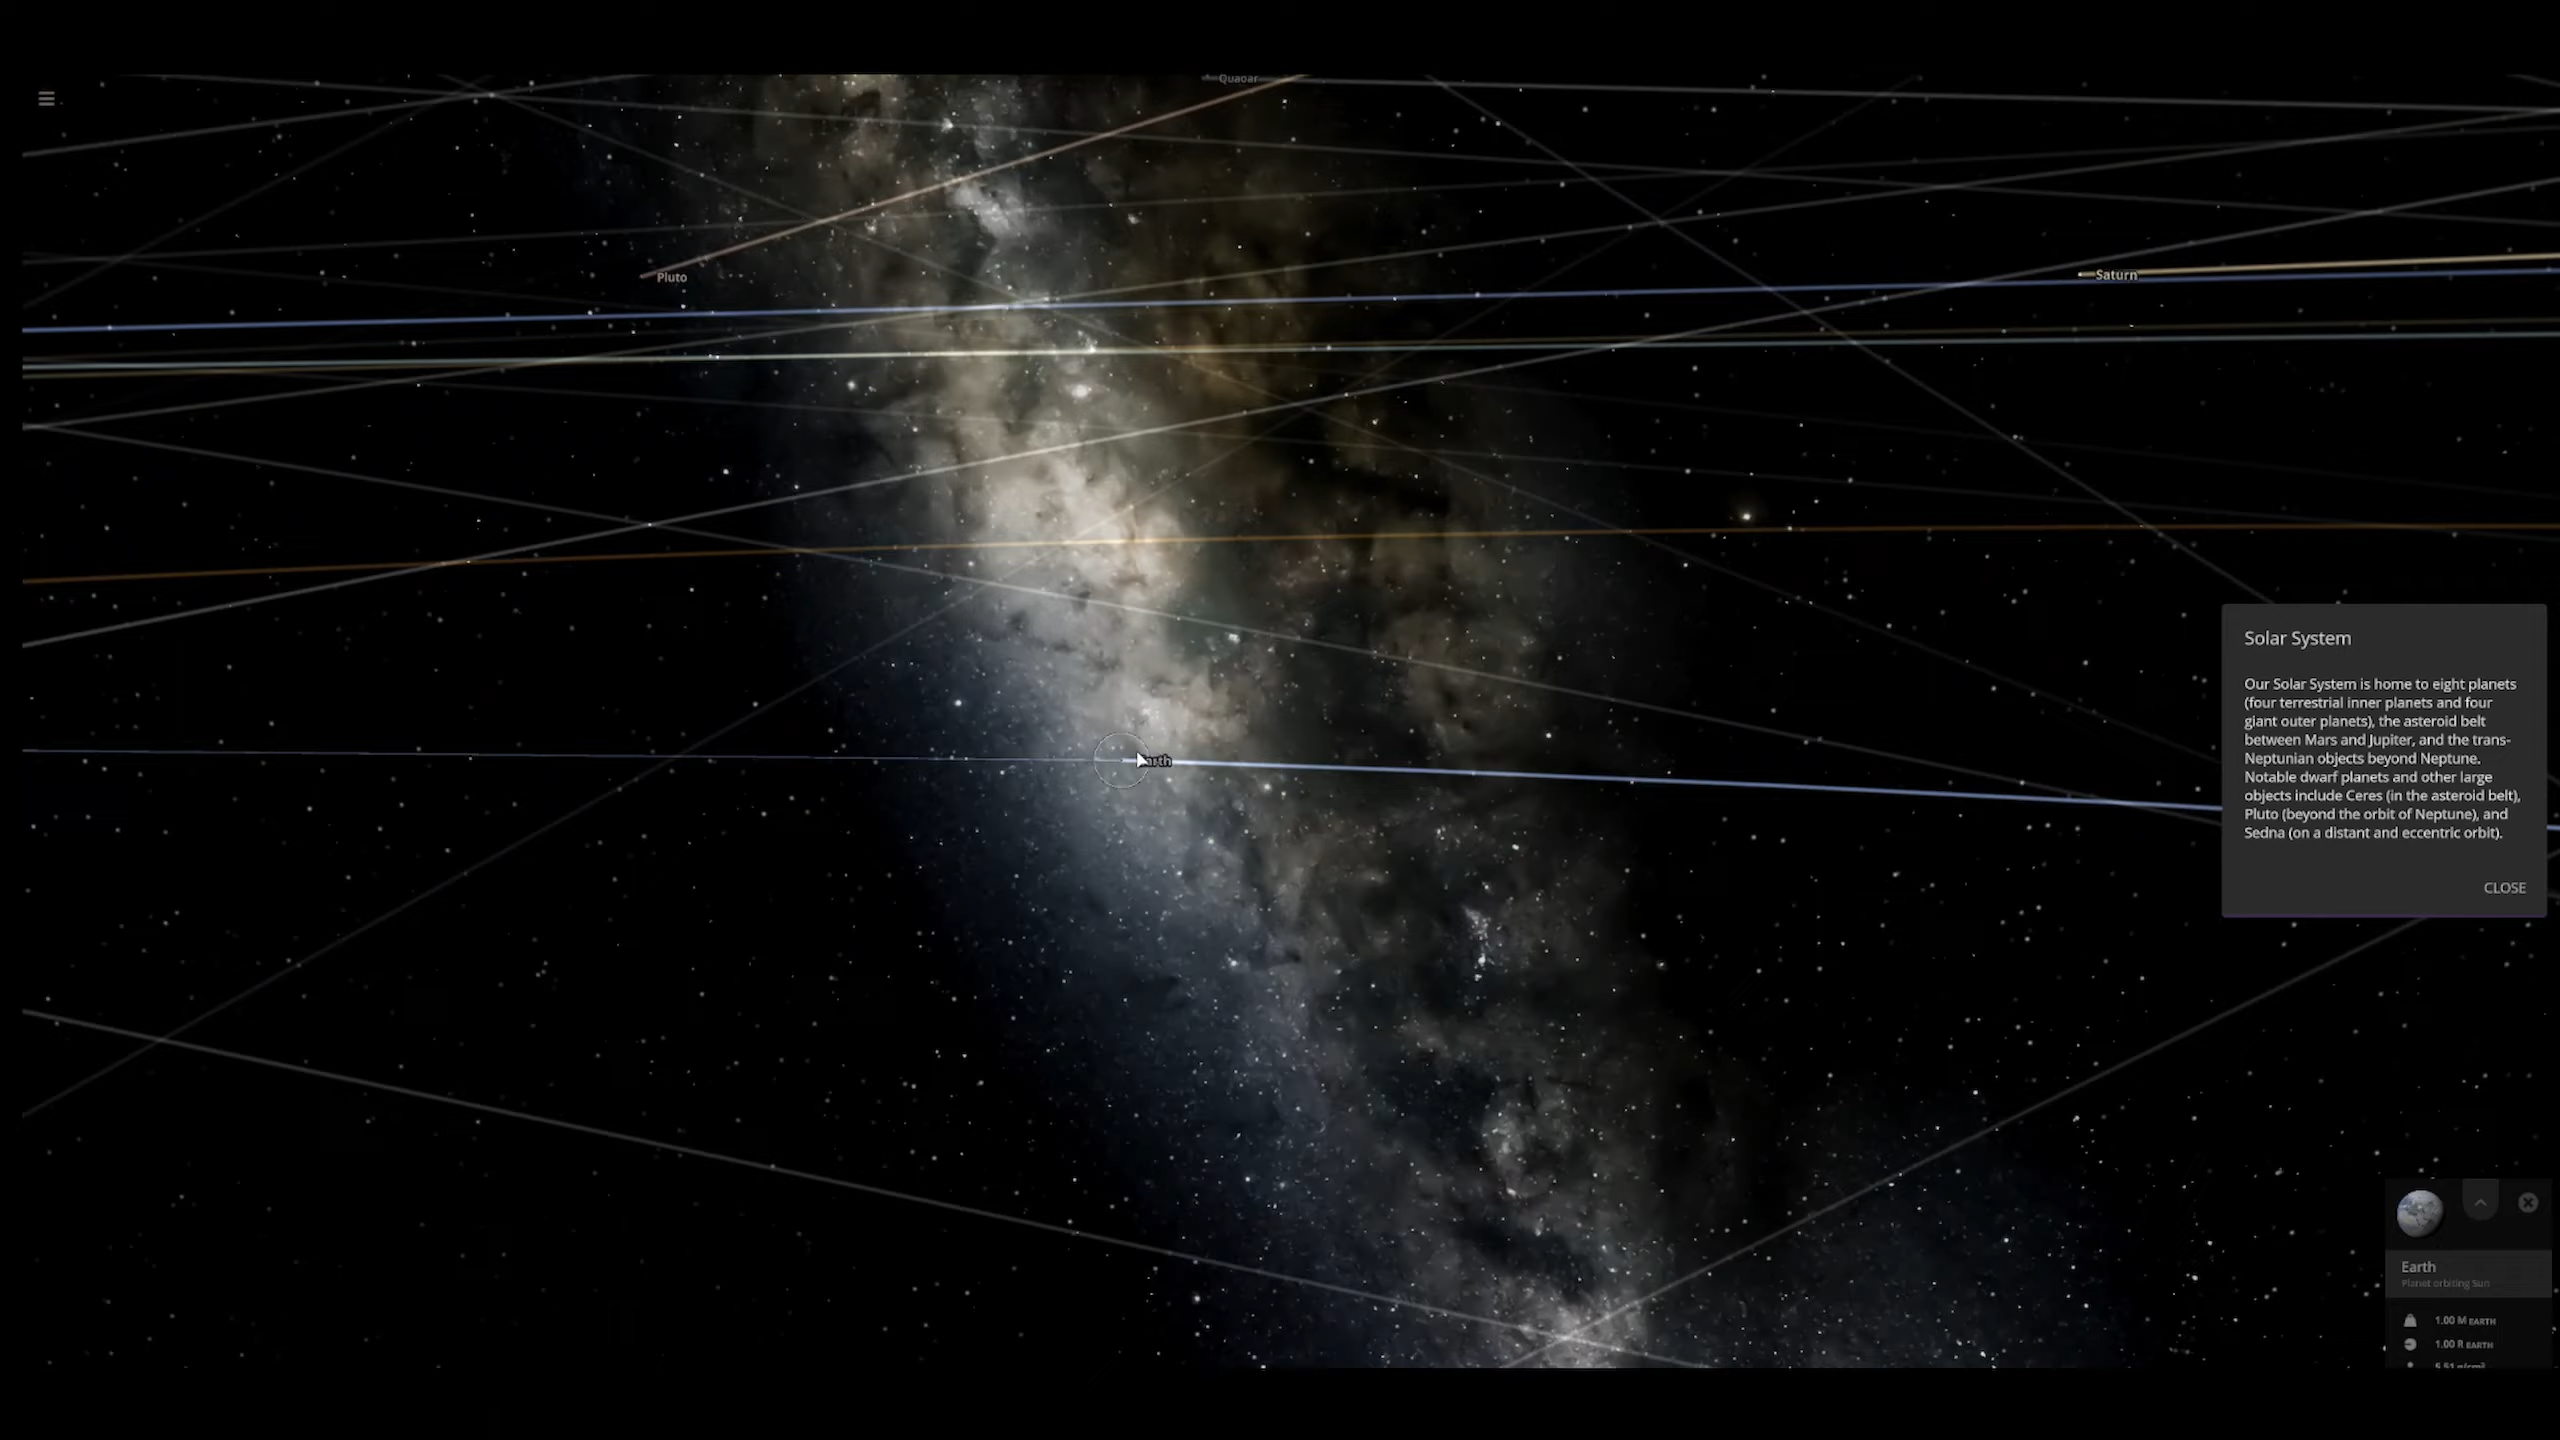 Quaoar
Pluto
Saturn
Solar System
Our Solar System is home to eight planets
(four terrestrial inner planets and four
giant outer planets), the asteroid belt
between Mars and Jupiter, and the trans-
Neptunian objects beyond Neptune.
Notable dwarf planets and other large
objects include Ceres (in the asteroid belt),
Pluto (beyond the orbit of Neptune), and
Sedna (on a distant and eccentric orbit).
arth
CLOSE
Earth
Planet orbiting Sun
1.00 M EARTH
1.00 R EARTH